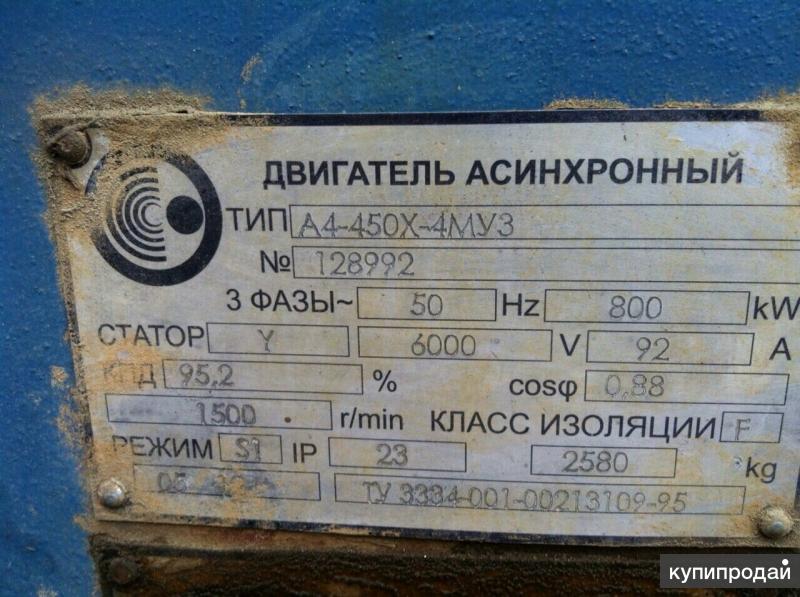 ДВИГАТЕЛЬ АСИНХРОННЫЙ
ТИП А4-450Х-4МУ3
№ 128992
3 ФАЗЫ~ 50 Hz 800 kW
СТАТОР Y 6000 V 92 A
КПД 95,2 % cosφ 0,88
1500 r/min КЛАСС ИЗОЛЯЦИИ F
РЕЖИМ S1 IP 23 2580 kg
05 ТУ 3334-001-00213109-95
купипродай